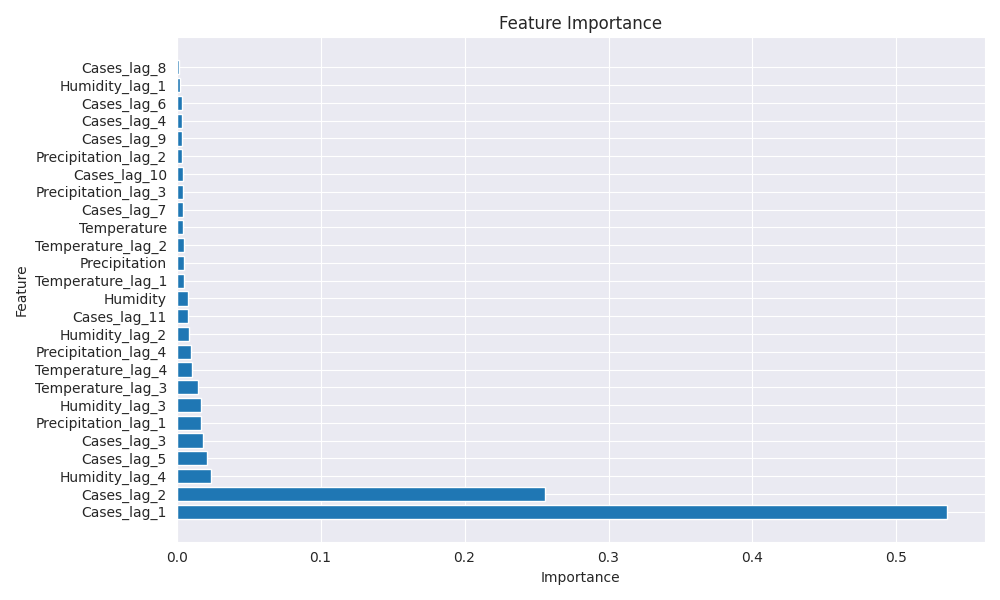 Feature Importance
Cases_lag_8
Humidity_lag_1
Cases_lag_6
Cases_lag_4
Cases_lag_9
Precipitation_lag_2
Cases_lag_10
Precipitation_lag_3
Cases_lag_7
Temperature
Temperature_lag_2
Precipitation
Temperature_lag_1
Humidity
Cases_lag_11
Humidity_lag_2
Precipitation_lag_4
Temperature_lag_4
Temperature_lag_3
Humidity_lag_3
Precipitation_lag_1
Cases_lag_3
Cases_lag_5
Humidity_lag_4
Cases_lag_2
Cases_lag_1
Feature
0.0 0.1 0.2 0.3 0.4 0.5
Importance